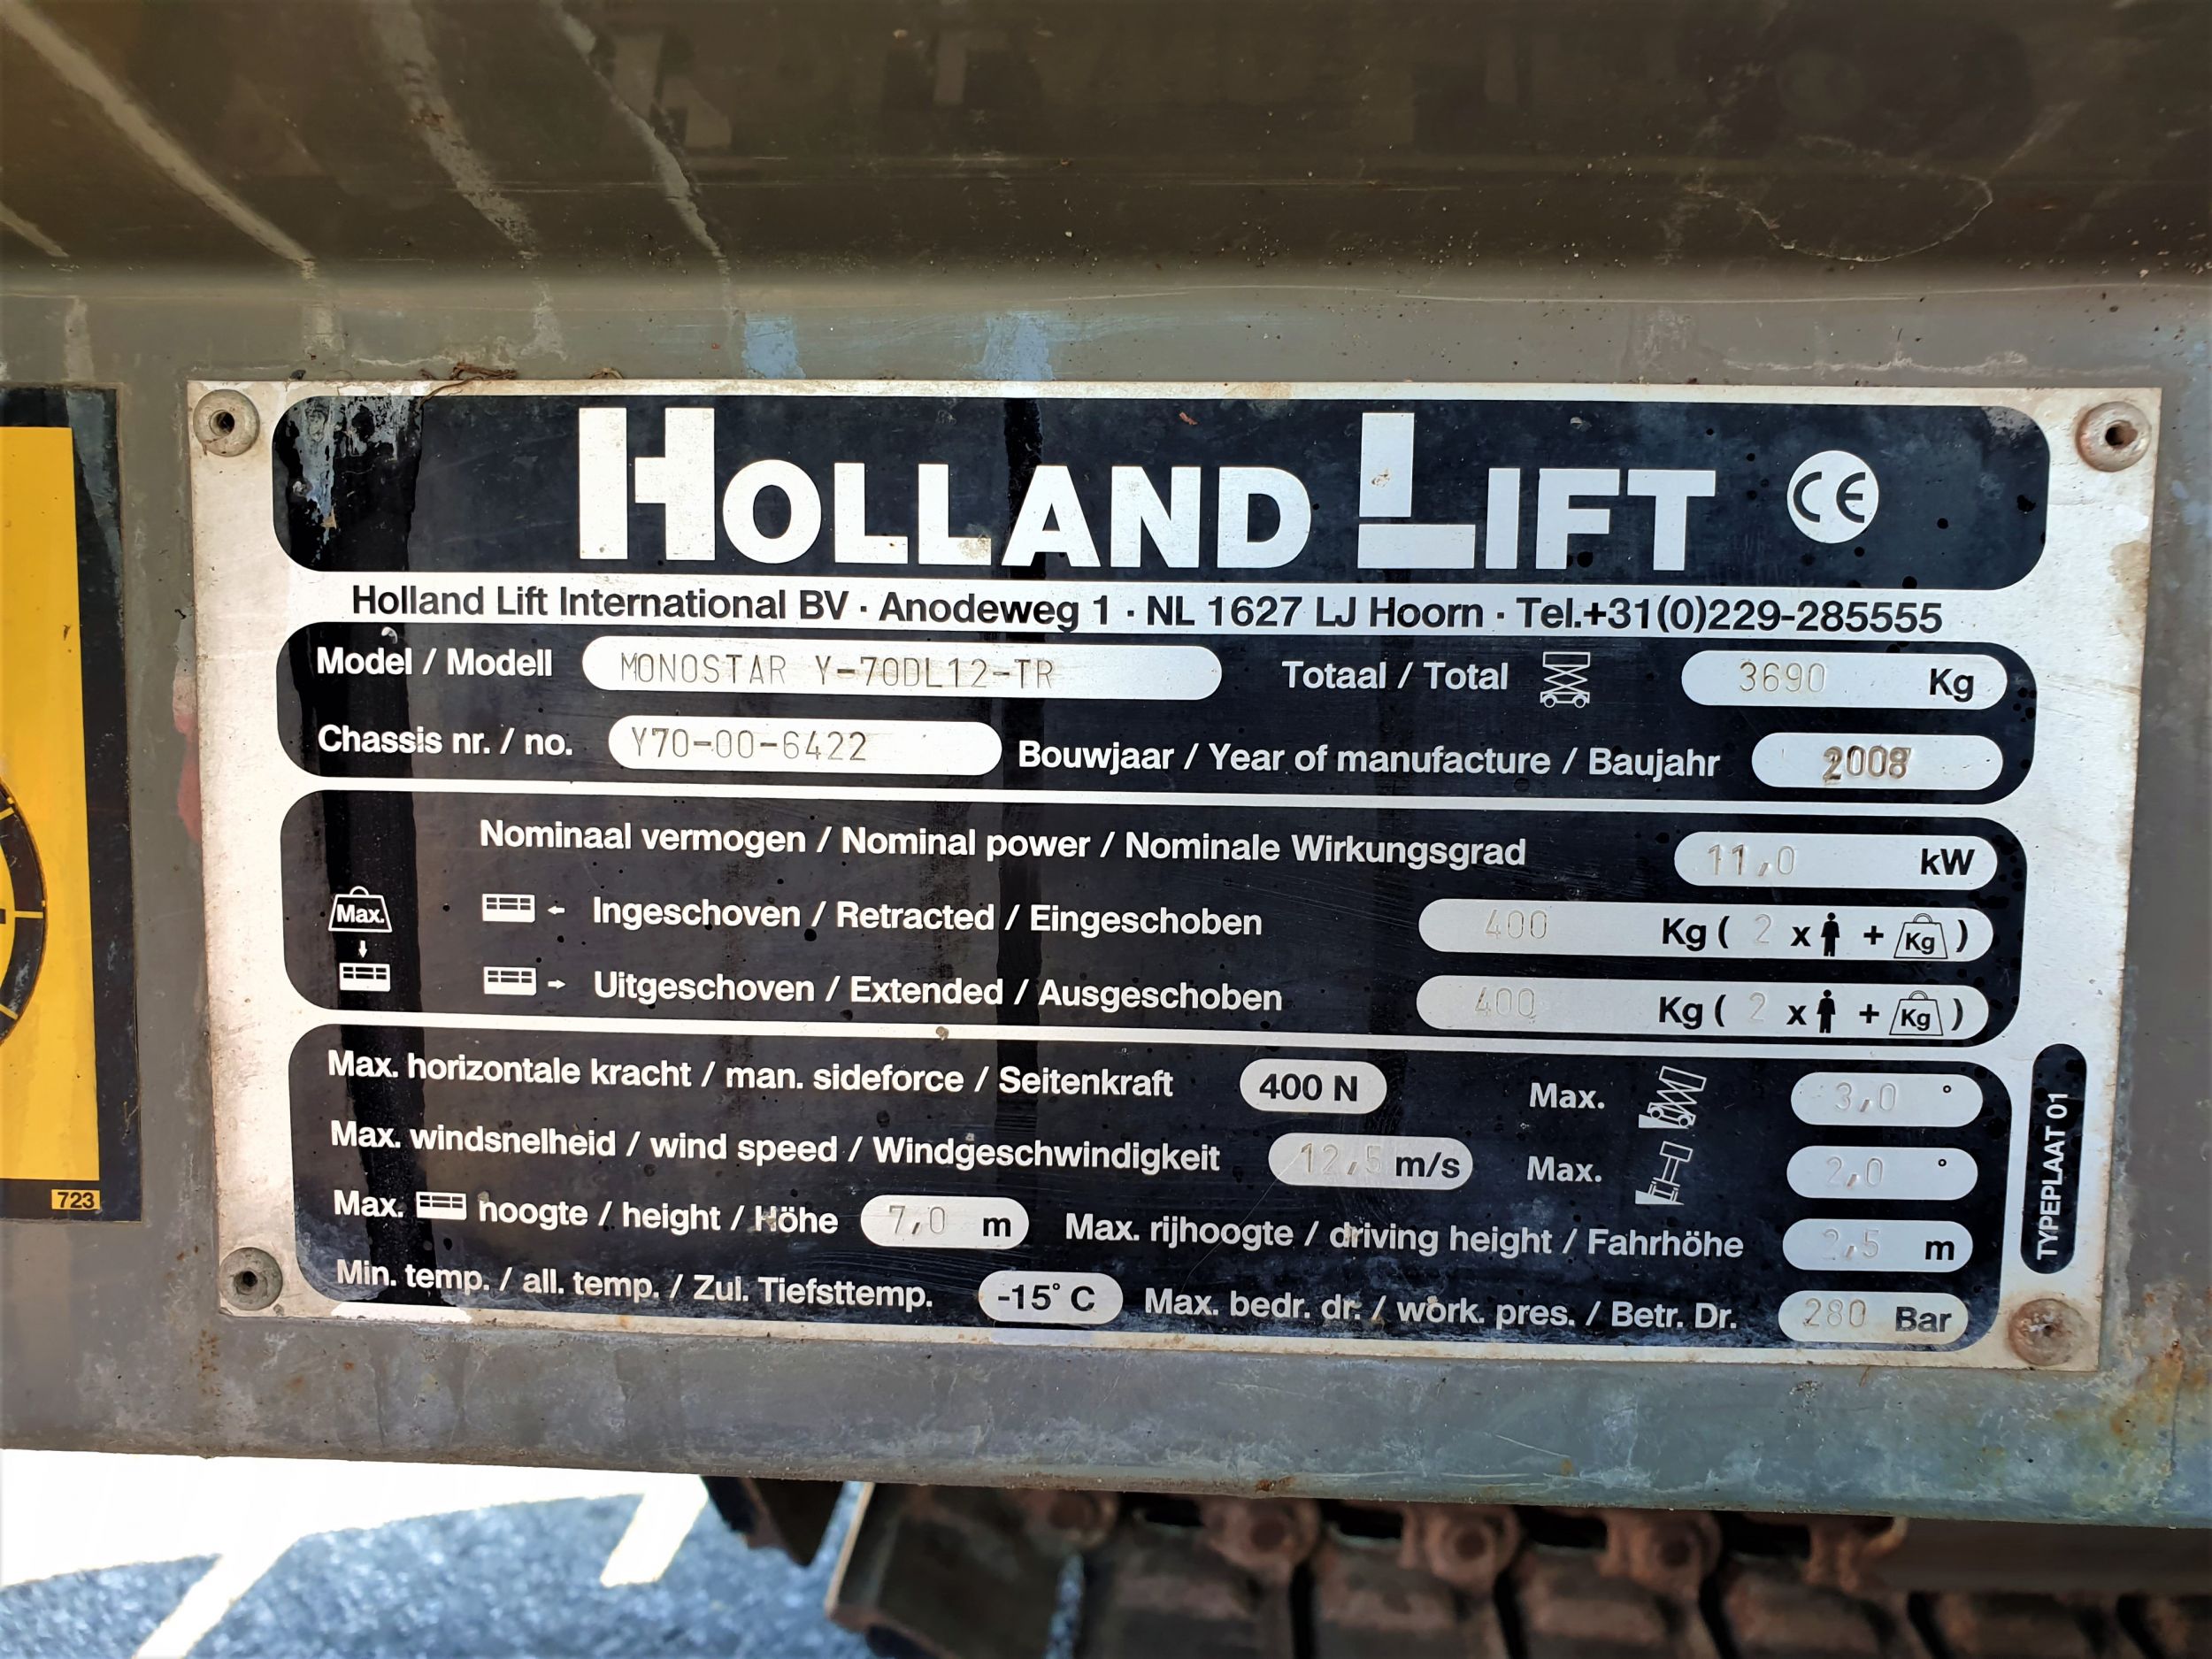 HOLLAND LIFT CE
Holland Lift International BV · Anodeweg 1 · NL 1627 LJ Hoorn · Tel.+31(0)229-285555
Model / Modell MONOSTAR Y-70DL12-TR Totaal / Total 3690 Kg
Chassis nr. / no. Y70-00-6422 Bouwjaar / Year of manufacture / Baujahr 2008
Nominaal vermogen / Nominal power / Nominale Wirkungsgrad 11,0 kW
Max. Ingeschoven / Retracted / Eingeschoben 400 Kg ( 2 x + Kg )
Uitgeschoven / Extended / Ausgeschoben 400 Kg ( 2 x + Kg )
Max. horizontale kracht / man. sideforce / Seitenkraft 400 N Max. 3,0 °
Max. windsnelheid / wind speed / Windgeschwindigkeit 12,5 m/s Max. 2,0 °
Max. hoogte / height / Höhe 7,0 m Max. rijhoogte / driving height / Fahrhöhe 2,5 m
Min. temp. / all. temp. / Zul. Tiefsttemp. -15° C Max. bedr. dr. / work. pres. / Betr. Dr. 280 Bar
TYPEPLAAT 01
723